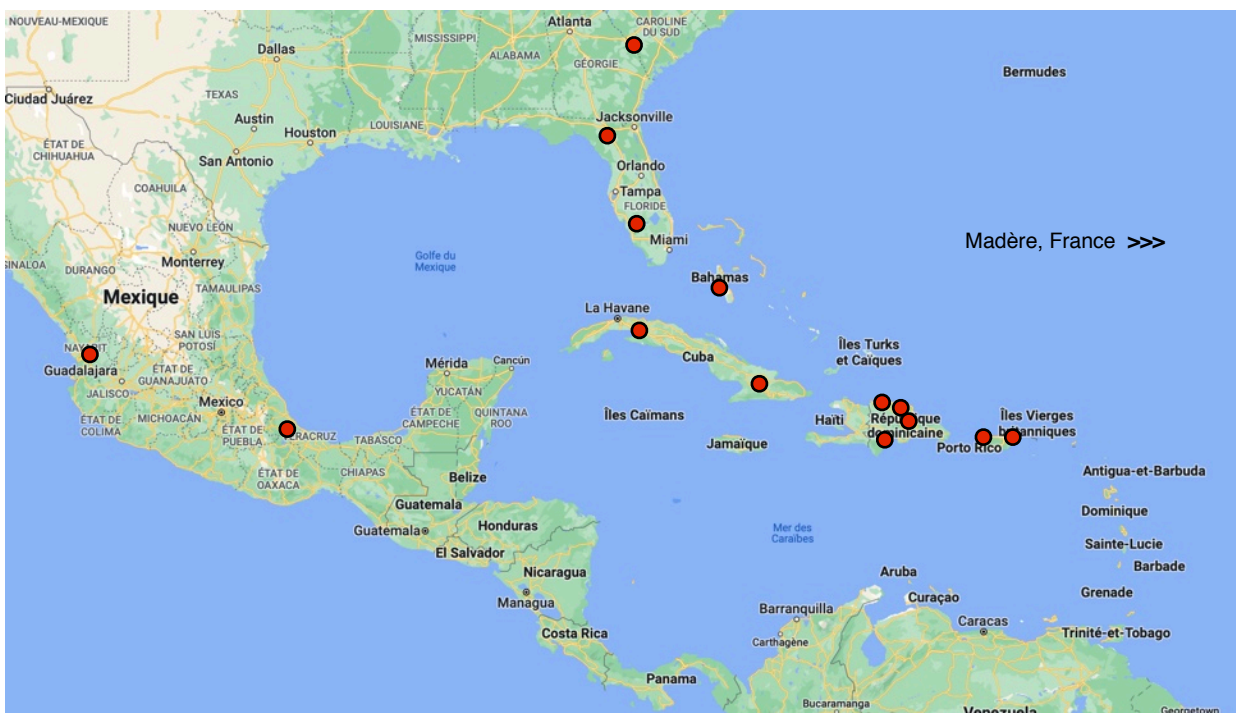 NOUVEAU-MEXIQUE
Atlanta
CAROLINE
DU SUD
MISSISSIPPI
Dallas
ALABAMA
GÉORGIE
Bermudes
Ciudad Juárez
TEXAS
Austin
Houston
LOUISIANE
Jacksonville
ÉTAT DE
CHIHUAHUA
San Antonio
Orlando
COAHUILA
Tampa
FLORIDE
NUEVO LEÓN
Miami
Madère, France >>>
Monterrey
Golfe du
Mexique
SINALOA
DURANGO
Bahamas
TAMAULIPAS
Mexique
La Havane
SAN LUIS
POTOSÍ
NAYARIT
Îles Turks
et Caïques
Guadalajara
ÉTAT DE
GUANAJUATO
Mérida
Cancún
Cuba
JALISCO
YUCATÁN
Mexico
ÉTAT DE
COLIMA
MICHOACÁN
ÉTAT DE
PUEBLA
VERACRUZ
TABASCO
ÉTAT DE
CAMPECHE
QUINTANA
ROO
Îles Caïmans
Haïti
République
dominicaine
Îles Vierges
britanniques
Jamaïque
Porto Rico
ÉTAT DE
OAXACA
CHIAPAS
Belize
Antigua-et-Barbuda
Guatemala
Dominique
Guatemala
Honduras
Mer des
Caraïbes
El Salvador
Sainte-Lucie
Nicaragua
Aruba
Barbade
Managua
Curaçao
Grenade
Barranquilla
Caracas
Costa Rica
Carthagène
Trinité-et-Tobago
Panama
Bucaramanga
Venezuela
Georgetown